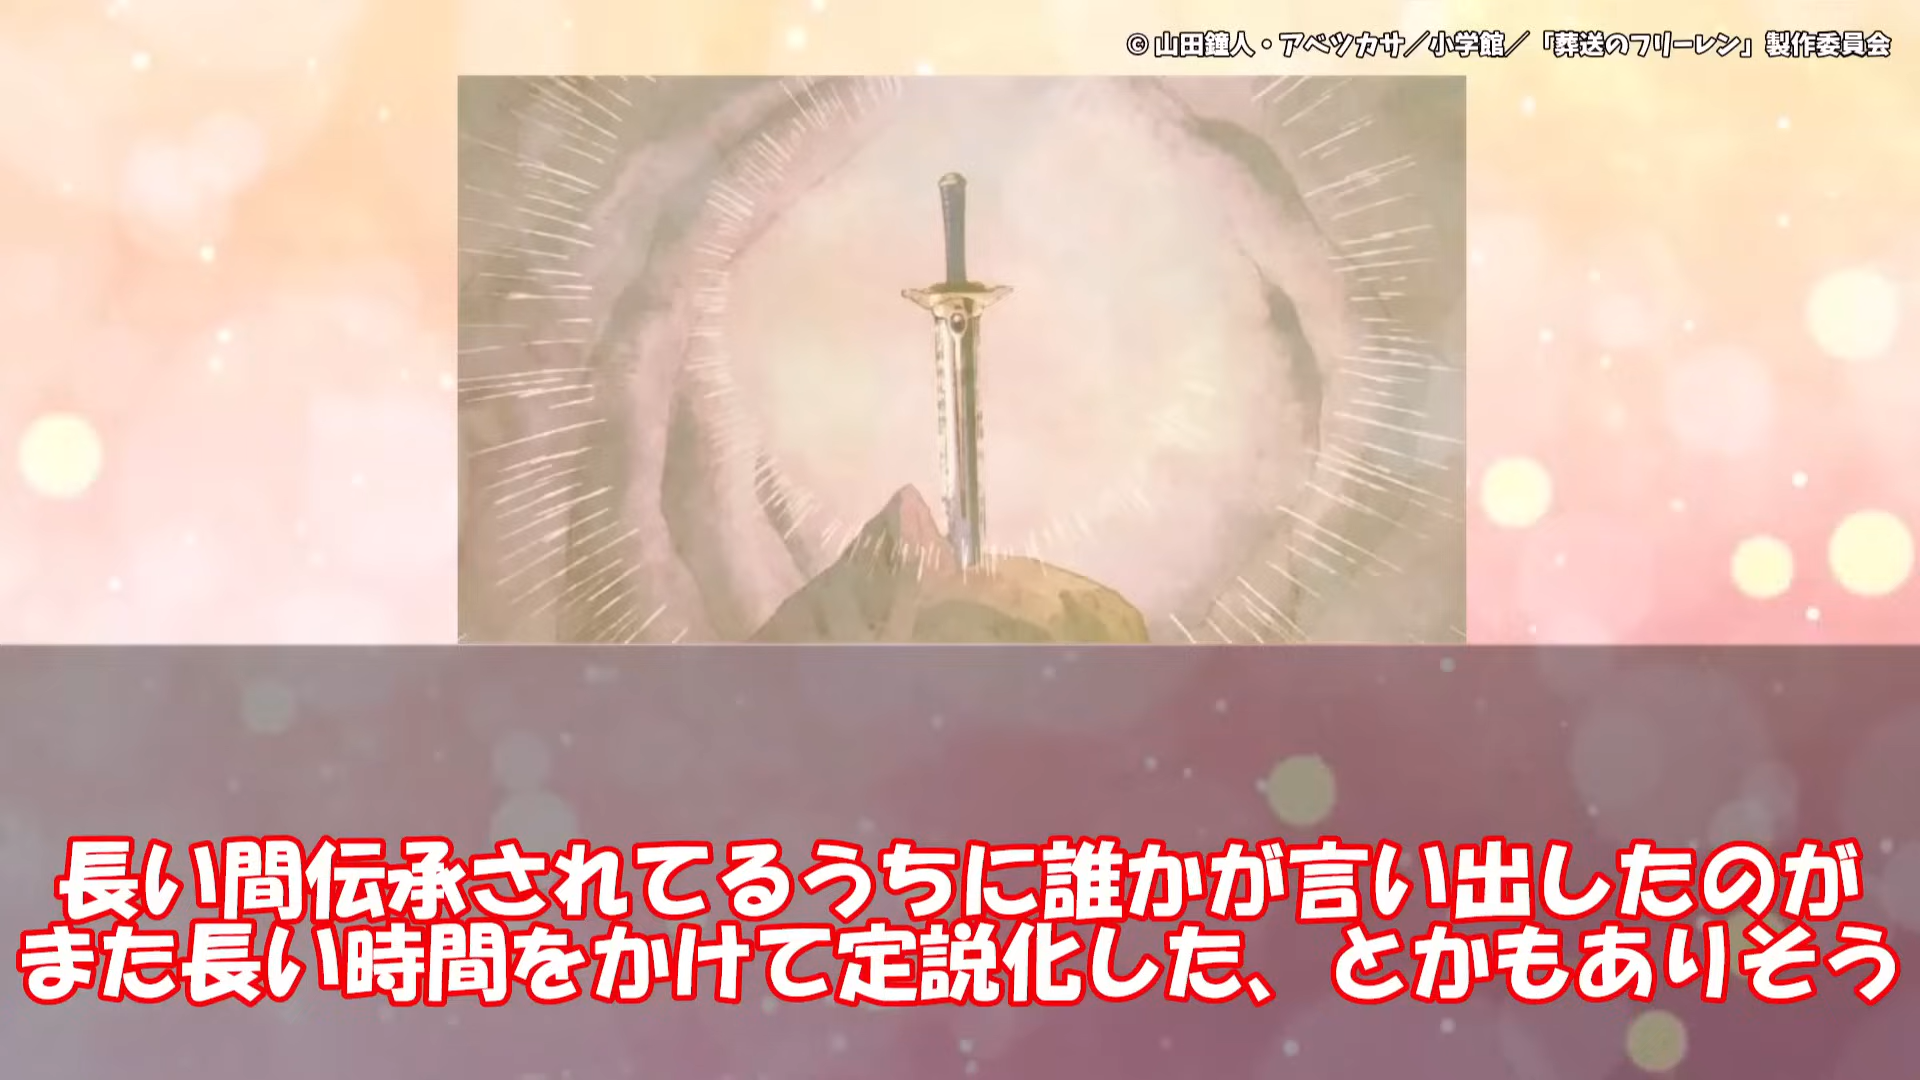 © 山田鐘人・アベツカサ／小学館／「葬送のフリーレン」製作委員会
長い間伝承されてるうちに誰かが言い出したのが
また長い時間をかけて定説化した、とかもありそう